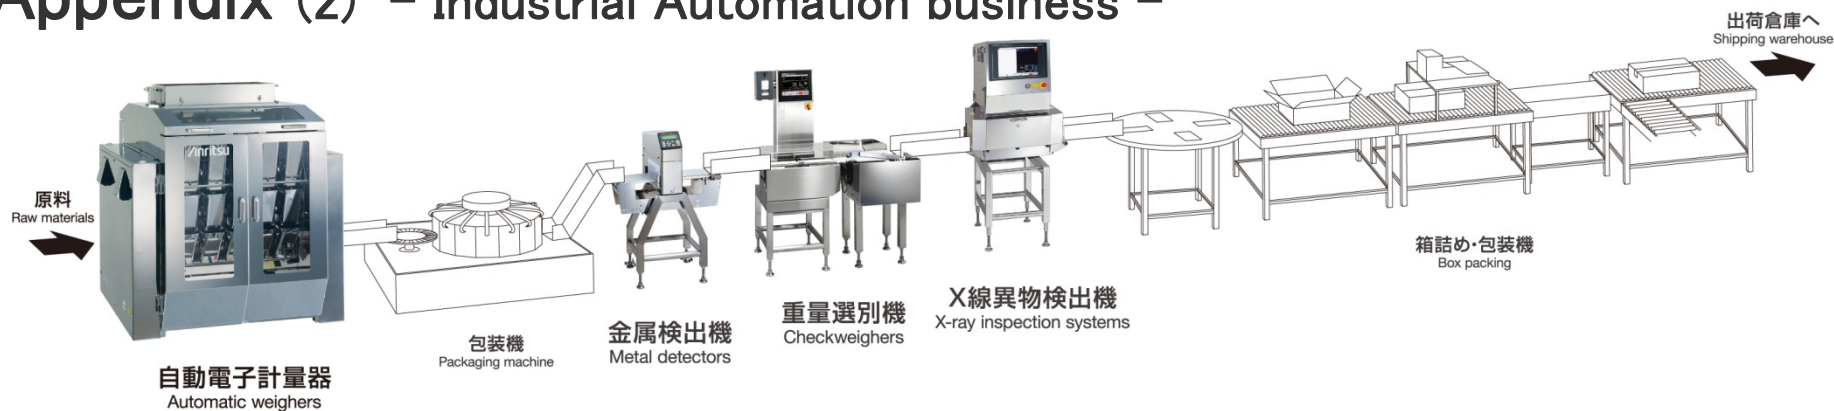 Appendix (2) – Industrial Automation business –
出荷倉庫へ
Shipping warehouse
原料
Raw materials
Anritsu
自動電子計量器
Automatic weighers
包装機
Packaging machine
金属検出機
Metal detectors
重量選別機
Checkweighers
X線異物検出機
X-ray inspection systems
箱詰め・包装機
Box packing